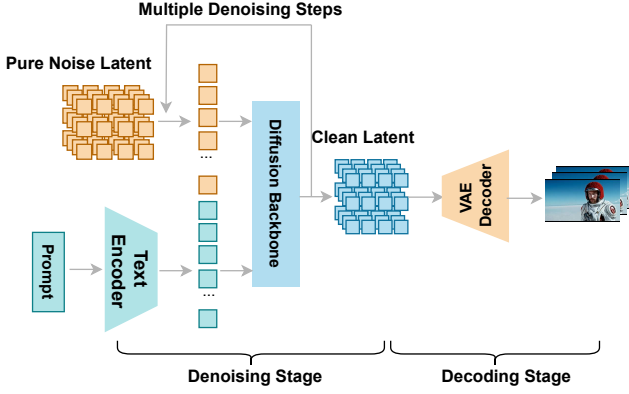 Multiple Denoising Steps
Pure Noise Latent
...
Diffusion Backbone
Clean Latent
VAE
Decoder
Prompt
Text
Encoder
...
Denoising Stage
Decoding Stage